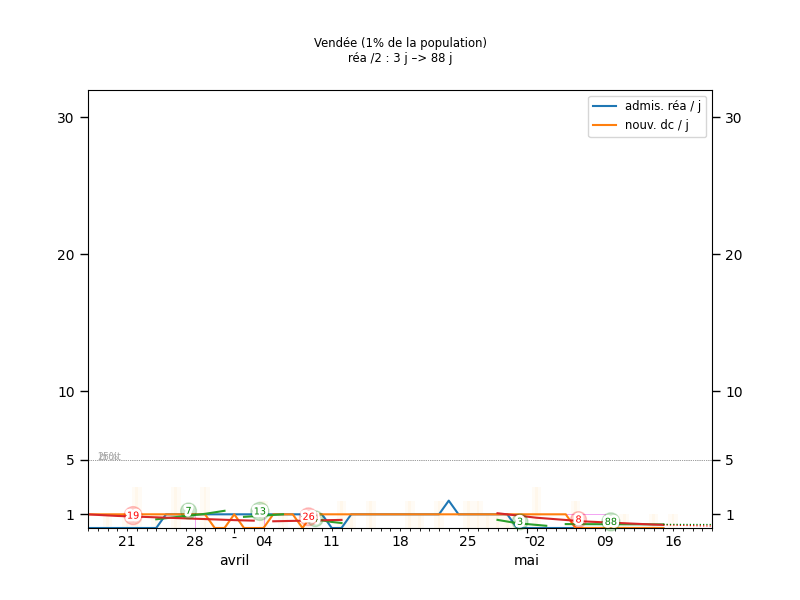 Vendée (1% de la population)
réa /2 : 3 j –> 88 j
admis. réa / j
nouv. dc / j
30 30
20 20
10 10
5 5
1 1
19 7 13 26 3 8 88
21 28 - 04 11 18 25 - 02 09 16
avril mai